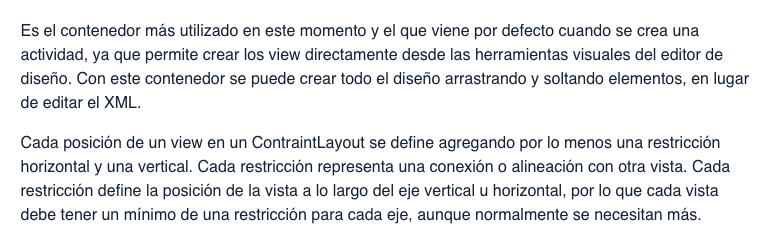 Es el contenedor más utilizado en este momento y el que viene por defecto cuando se crea una
actividad, ya que permite crear los view directamente desde las herramientas visuales del editor de
diseño. Con este contenedor se puede crear todo el diseño arrastrando y soltando elementos, en lugar
de editar el XML.
Cada posición de un view en un ContraintLayout se define agregando por lo menos una restricción
horizontal y una vertical. Cada restricción representa una conexión o alineación con otra vista. Cada
restricción define la posición de la vista a lo largo del eje vertical u horizontal, por lo que cada vista
debe tener un mínimo de una restricción para cada eje, aunque normalmente se necesitan más.